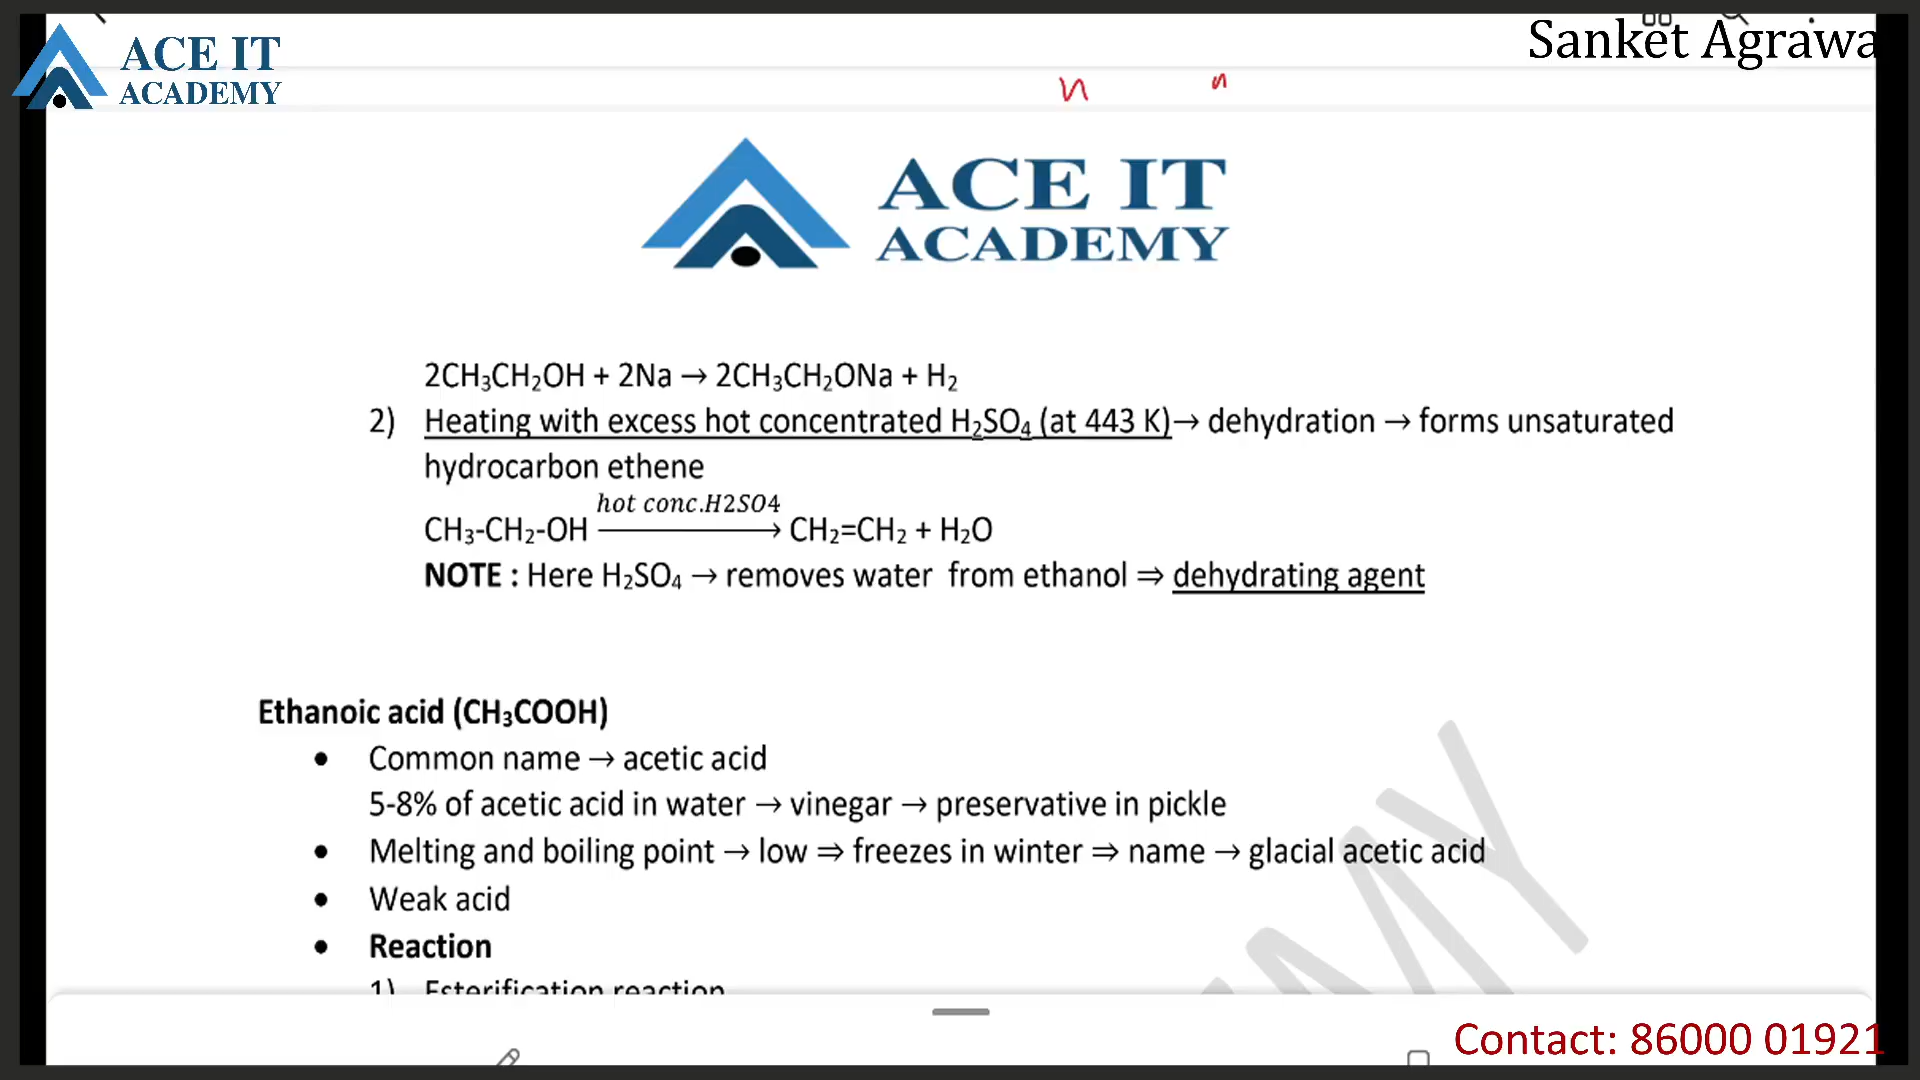 ACE IT
ACADEMY
Sanket Agrawa
n n
ACE IT
ACADEMY
2CH₃CH₂OH + 2Na → 2CH₃CH₂ONa + H₂
2) Heating with excess hot concentrated H₂SO₄ (at 443 K)→ dehydration → forms unsaturated
hydrocarbon ethene
hot conc.H2SO4
CH₃-CH₂-OH ⟶ CH₂=CH₂ + H₂O
NOTE : Here H₂SO₄ → removes water from ethanol ⇒ dehydrating agent
Ethanoic acid (CH₃COOH)
• Common name → acetic acid
5-8% of acetic acid in water → vinegar → preservative in pickle
• Melting and boiling point → low ⇒ freezes in winter ⇒ name → glacial acetic acid
• Weak acid
• Reaction
1) Esterification reaction
MY
Contact: 86000 01921